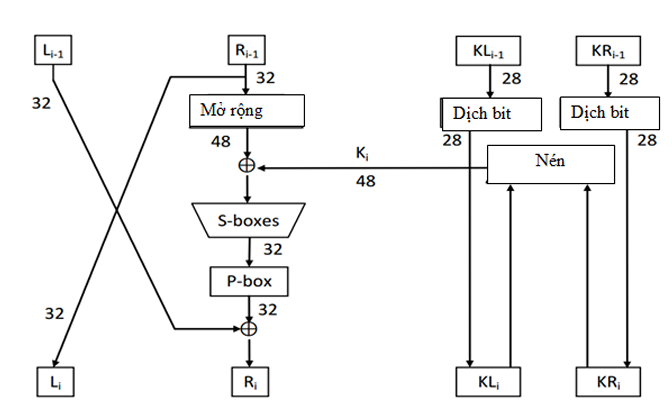 Lᵢ₋₁ Rᵢ₋₁ KLᵢ₋₁ KRᵢ₋₁
32 28 28
32 Mở rộng Dịch bit Dịch bit
48 28 28
Kᵢ Nén
48
S-boxes
32
P-box
32 32
Lᵢ Rᵢ KLᵢ KRᵢ